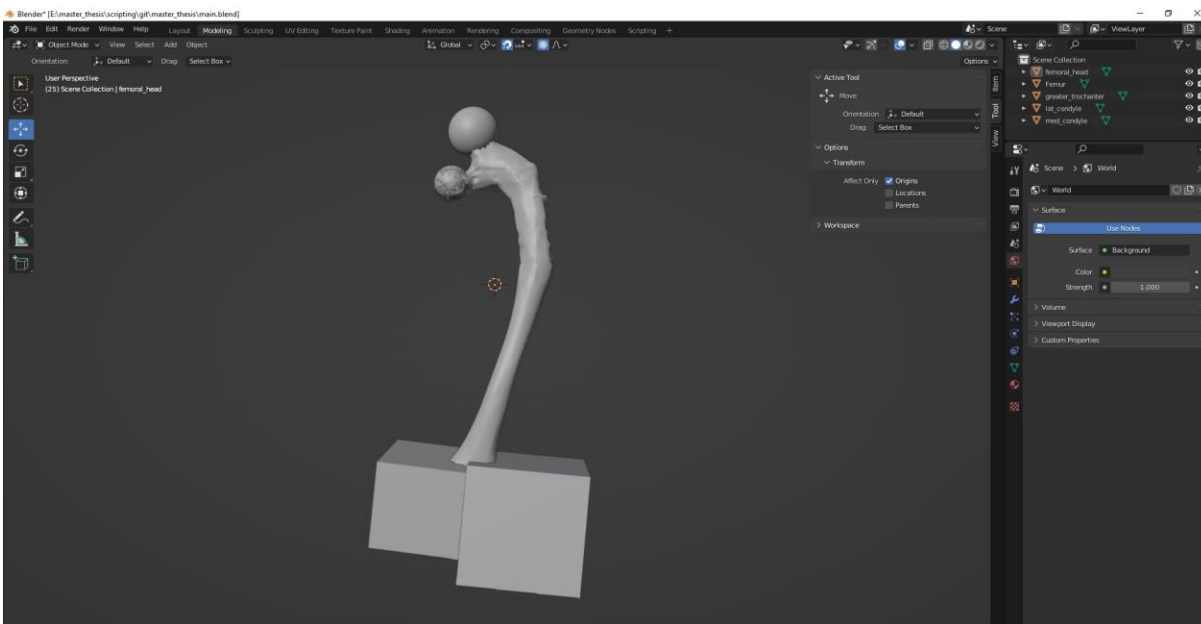 Blender* [E:\master_thesis\scripting\git\master_thesis\main.blend]
File Edit Render Window Help Layout Modeling Sculpting UV Editing Texture Paint Shading Animation Rendering Compositing Geometry Nodes Scripting + Scene ViewLayer
Object Mode View Select Add Object Global
Orientation: Default Drag: Select Box Options
User Perspective
(25) Scene Collection | femoral_head
Active Tool
Move
Orientation Default
Drag: Select Box
Options
Transform
Affect Only Origins
Locations
Parents
Workspace
Item
Tool
View
Scene Collection
femoral_head
Femur
greater_trochanter
lat_condyle
med_condyle
Scene > World
World
Surface
Use Nodes
Surface Background
Color
Strength 1.000
Volume
Viewport Display
Custom Properties